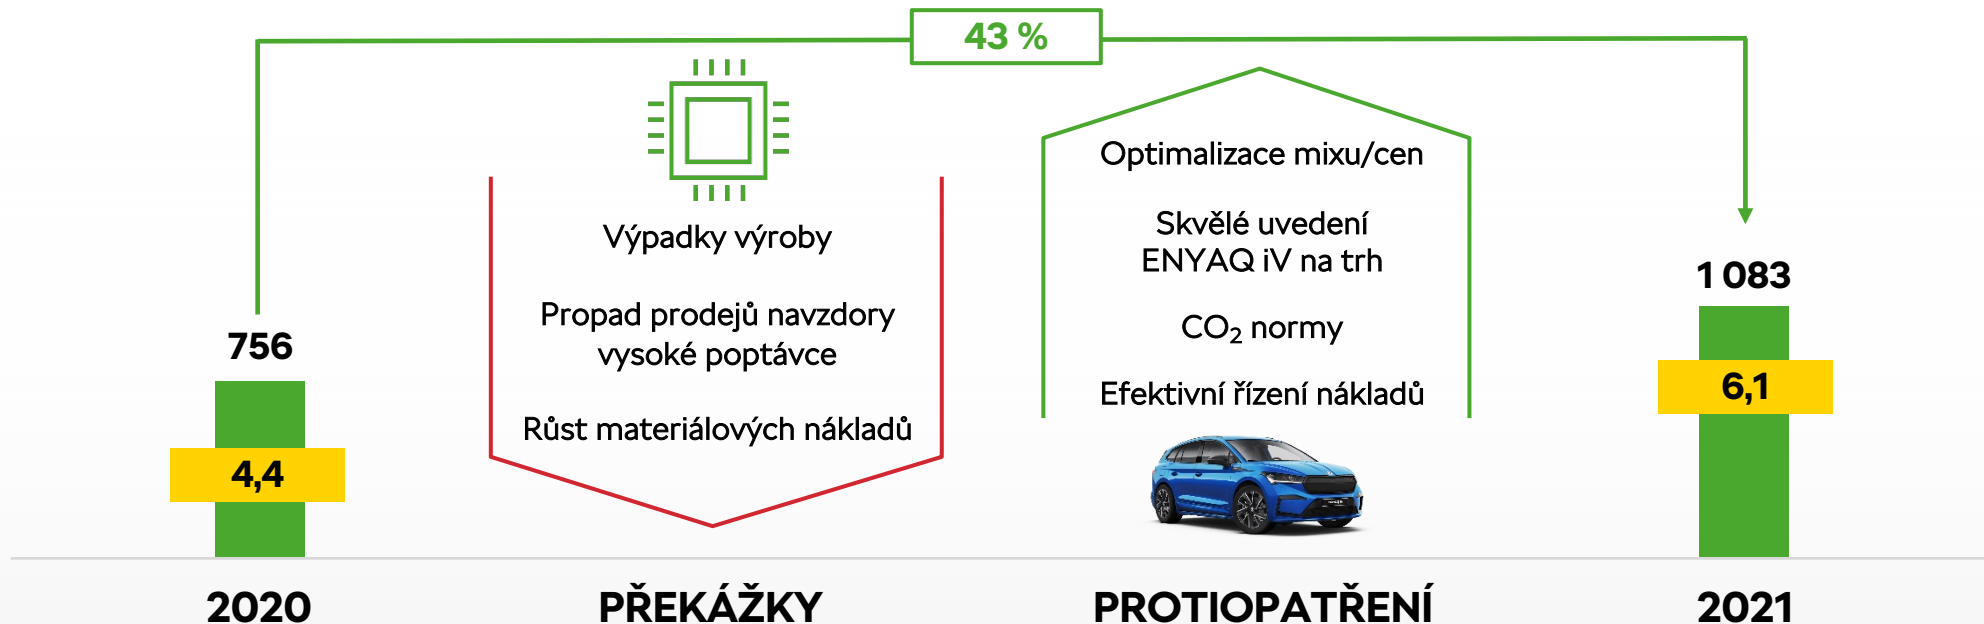 43 %
756
4,4
2020
Výpadky výroby
Propad prodejů navzdory
vysoké poptávce
Růst materiálových nákladů
PŘEKÁŽKY
Optimalizace mixu/cen
Skvělé uvedení
ENYAQ iV na trh
CO₂ normy
Efektivní řízení nákladů
PROTIOPATŘENÍ
1 083
6,1
2021